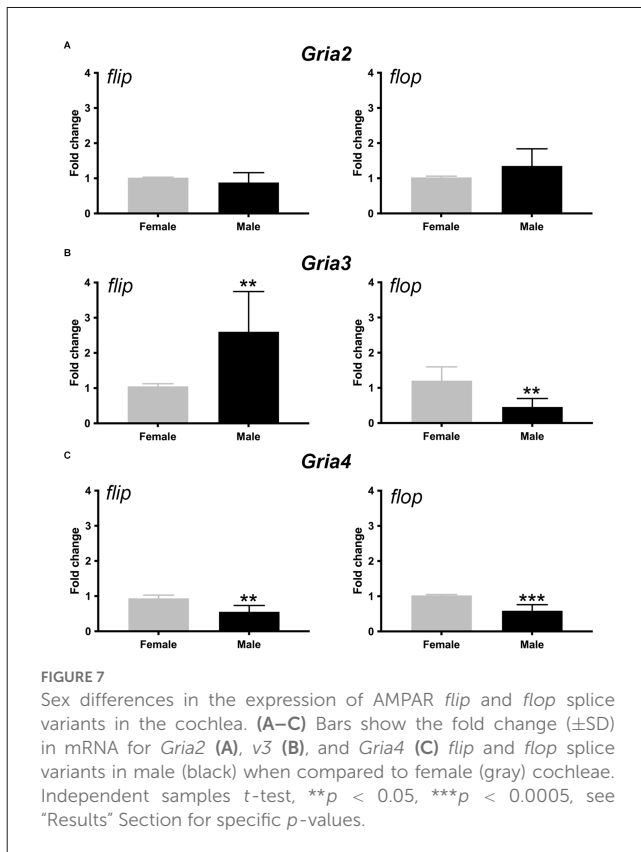 A
Gria2
flip
flop
Fold change
4
3
2
1
0
Female
Male
Fold change
4
3
2
1
0
Female
Male
B
Gria3
flip
**
flop
Fold change
4
3
2
1
0
Female
Male
Fold change
4
3
2
1
0
**
Female
Male
C
Gria4
flip
flop
Fold change
4
3
2
1
0
**
Female
Male
Fold change
4
3
2
1
0
***
Female
Male
FIGURE 7
Sex differences in the expression of AMPAR flip and flop splice
variants in the cochlea. (A–C) Bars show the fold change (±SD)
in mRNA for Gria2 (A), v3 (B), and Gria4 (C) flip and flop splice
variants in male (black) when compared to female (gray) cochleae.
Independent samples t-test, **p < 0.05, ***p < 0.0005, see
"Results" Section for specific p-values.